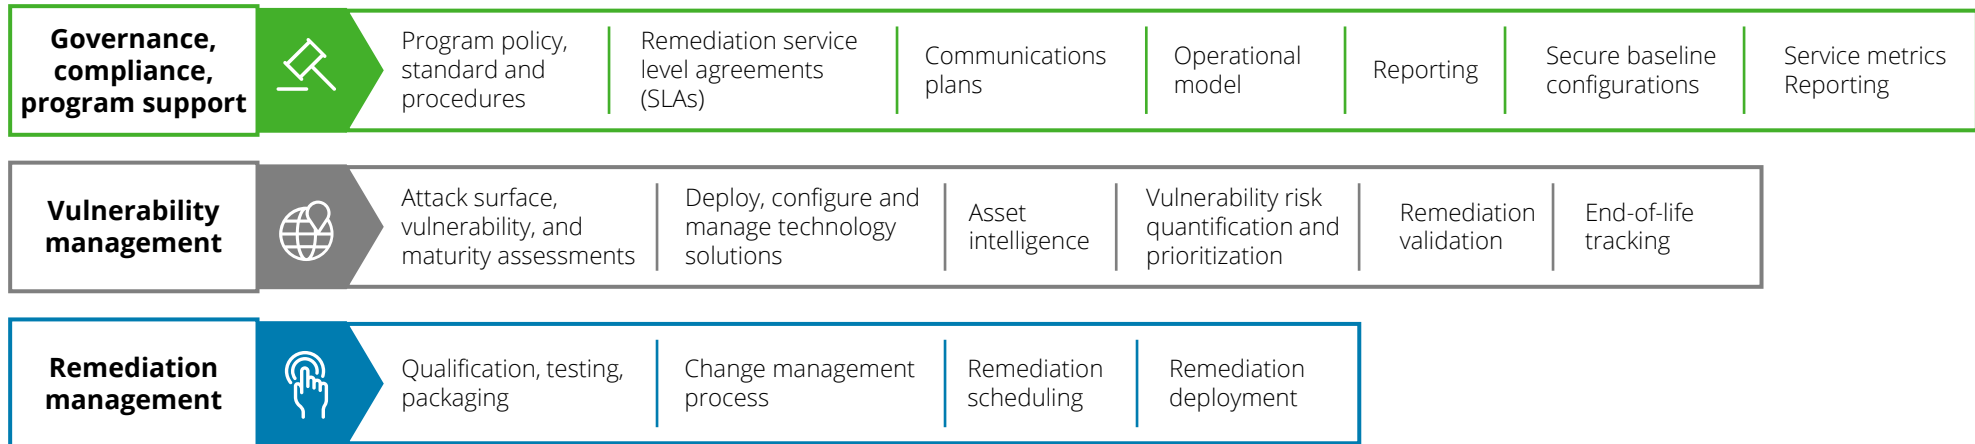 Governance,
compliance,
program support
Program policy,
standard and
procedures
Remediation service
level agreements
(SLAs)
Communications
plans
Operational
model
Reporting
Secure baseline
configurations
Service metrics
Reporting
Vulnerability
management
Attack surface,
vulnerability, and
maturity assessments
Deploy, configure and
manage technology
solutions
Asset
intelligence
Vulnerability risk
quantification and
prioritization
Remediation
validation
End-of-life
tracking
Remediation
management
Qualification, testing,
packaging
Change management
process
Remediation
scheduling
Remediation
deployment